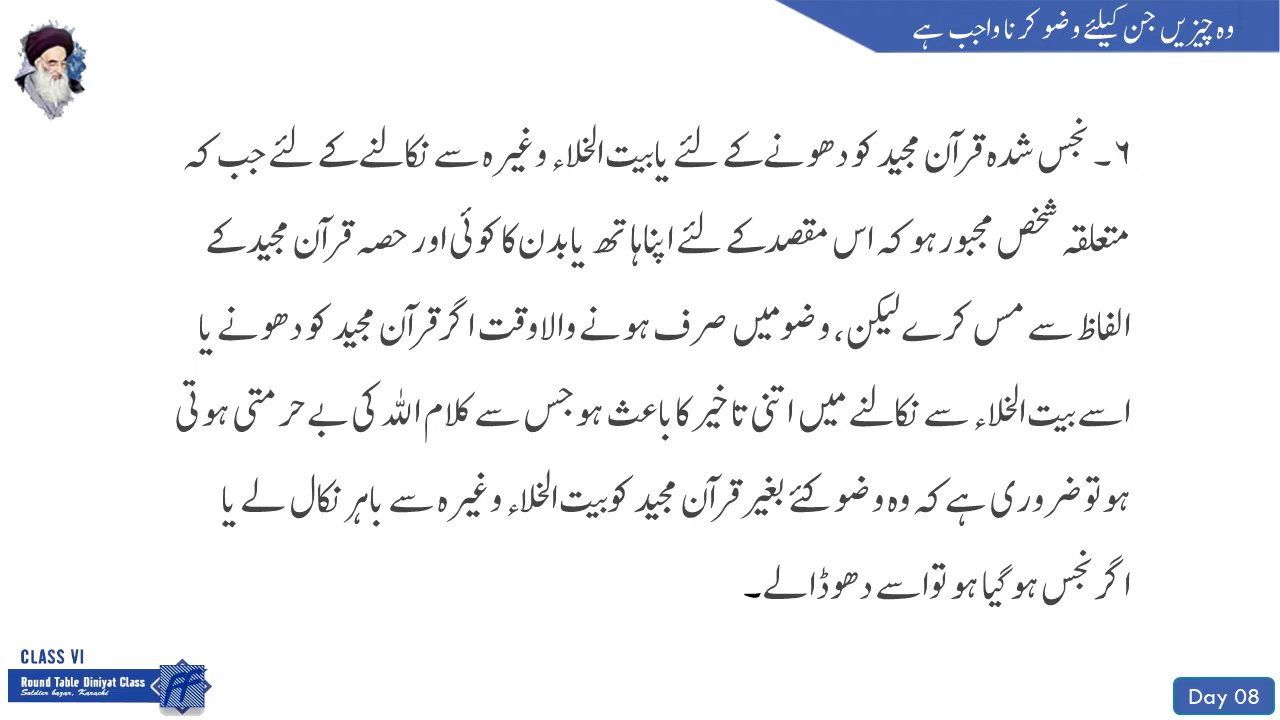 وہ چیزیں جن کیلئے وضو کرنا واجب ہے
۶۔ نجس شدہ قرآن مجید کو دھونے کے لئے یا بیت الخلاء وغیرہ سے نکالنے کے لئے جب کہ
متعلقہ شخص مجبور ہو کہ اس مقصد کے لئے اپنا ہاتھ یا بدن کا کوئی اور حصہ قرآن مجید کے
الفاظ سے مس کرے لیکن، وضو میں صرف ہونے والا وقت اگر قرآن مجید کو دھونے یا
اسے بیت الخلاء سے نکالنے میں اتنی تاخیر کا باعث ہو جس سے کلام اللہ کی بے حرمتی ہوتی
ہو تو ضروری ہے کہ وہ وضو کئے بغیر قرآن مجید کو بیت الخلاء وغیرہ سے باہر نکال لے یا
اگر نجس ہو گیا ہو تو اسے دھو ڈالے۔
CLASS VI
Round Table Diniyat Class
Soldier bazar, Karachi
Day 08